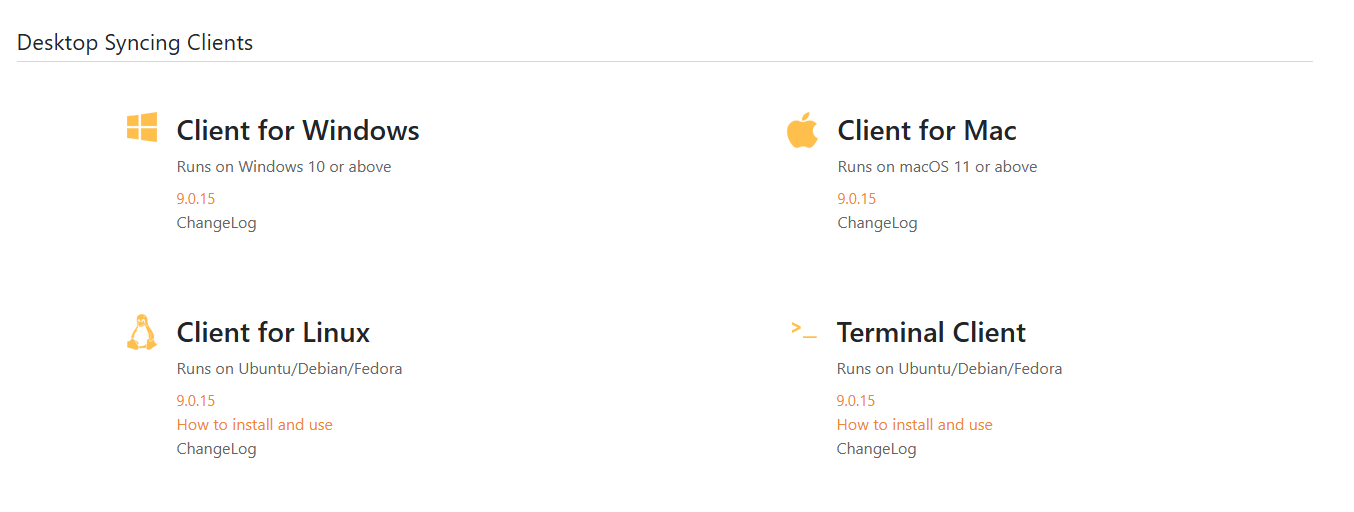 Desktop Syncing Clients
Client for Windows
Runs on Windows 10 or above
9.0.15
ChangeLog
Client for Mac
Runs on macOS 11 or above
9.0.15
ChangeLog
Client for Linux
Runs on Ubuntu/Debian/Fedora
9.0.15
How to install and use
ChangeLog
Terminal Client
Runs on Ubuntu/Debian/Fedora
9.0.15
How to install and use
ChangeLog